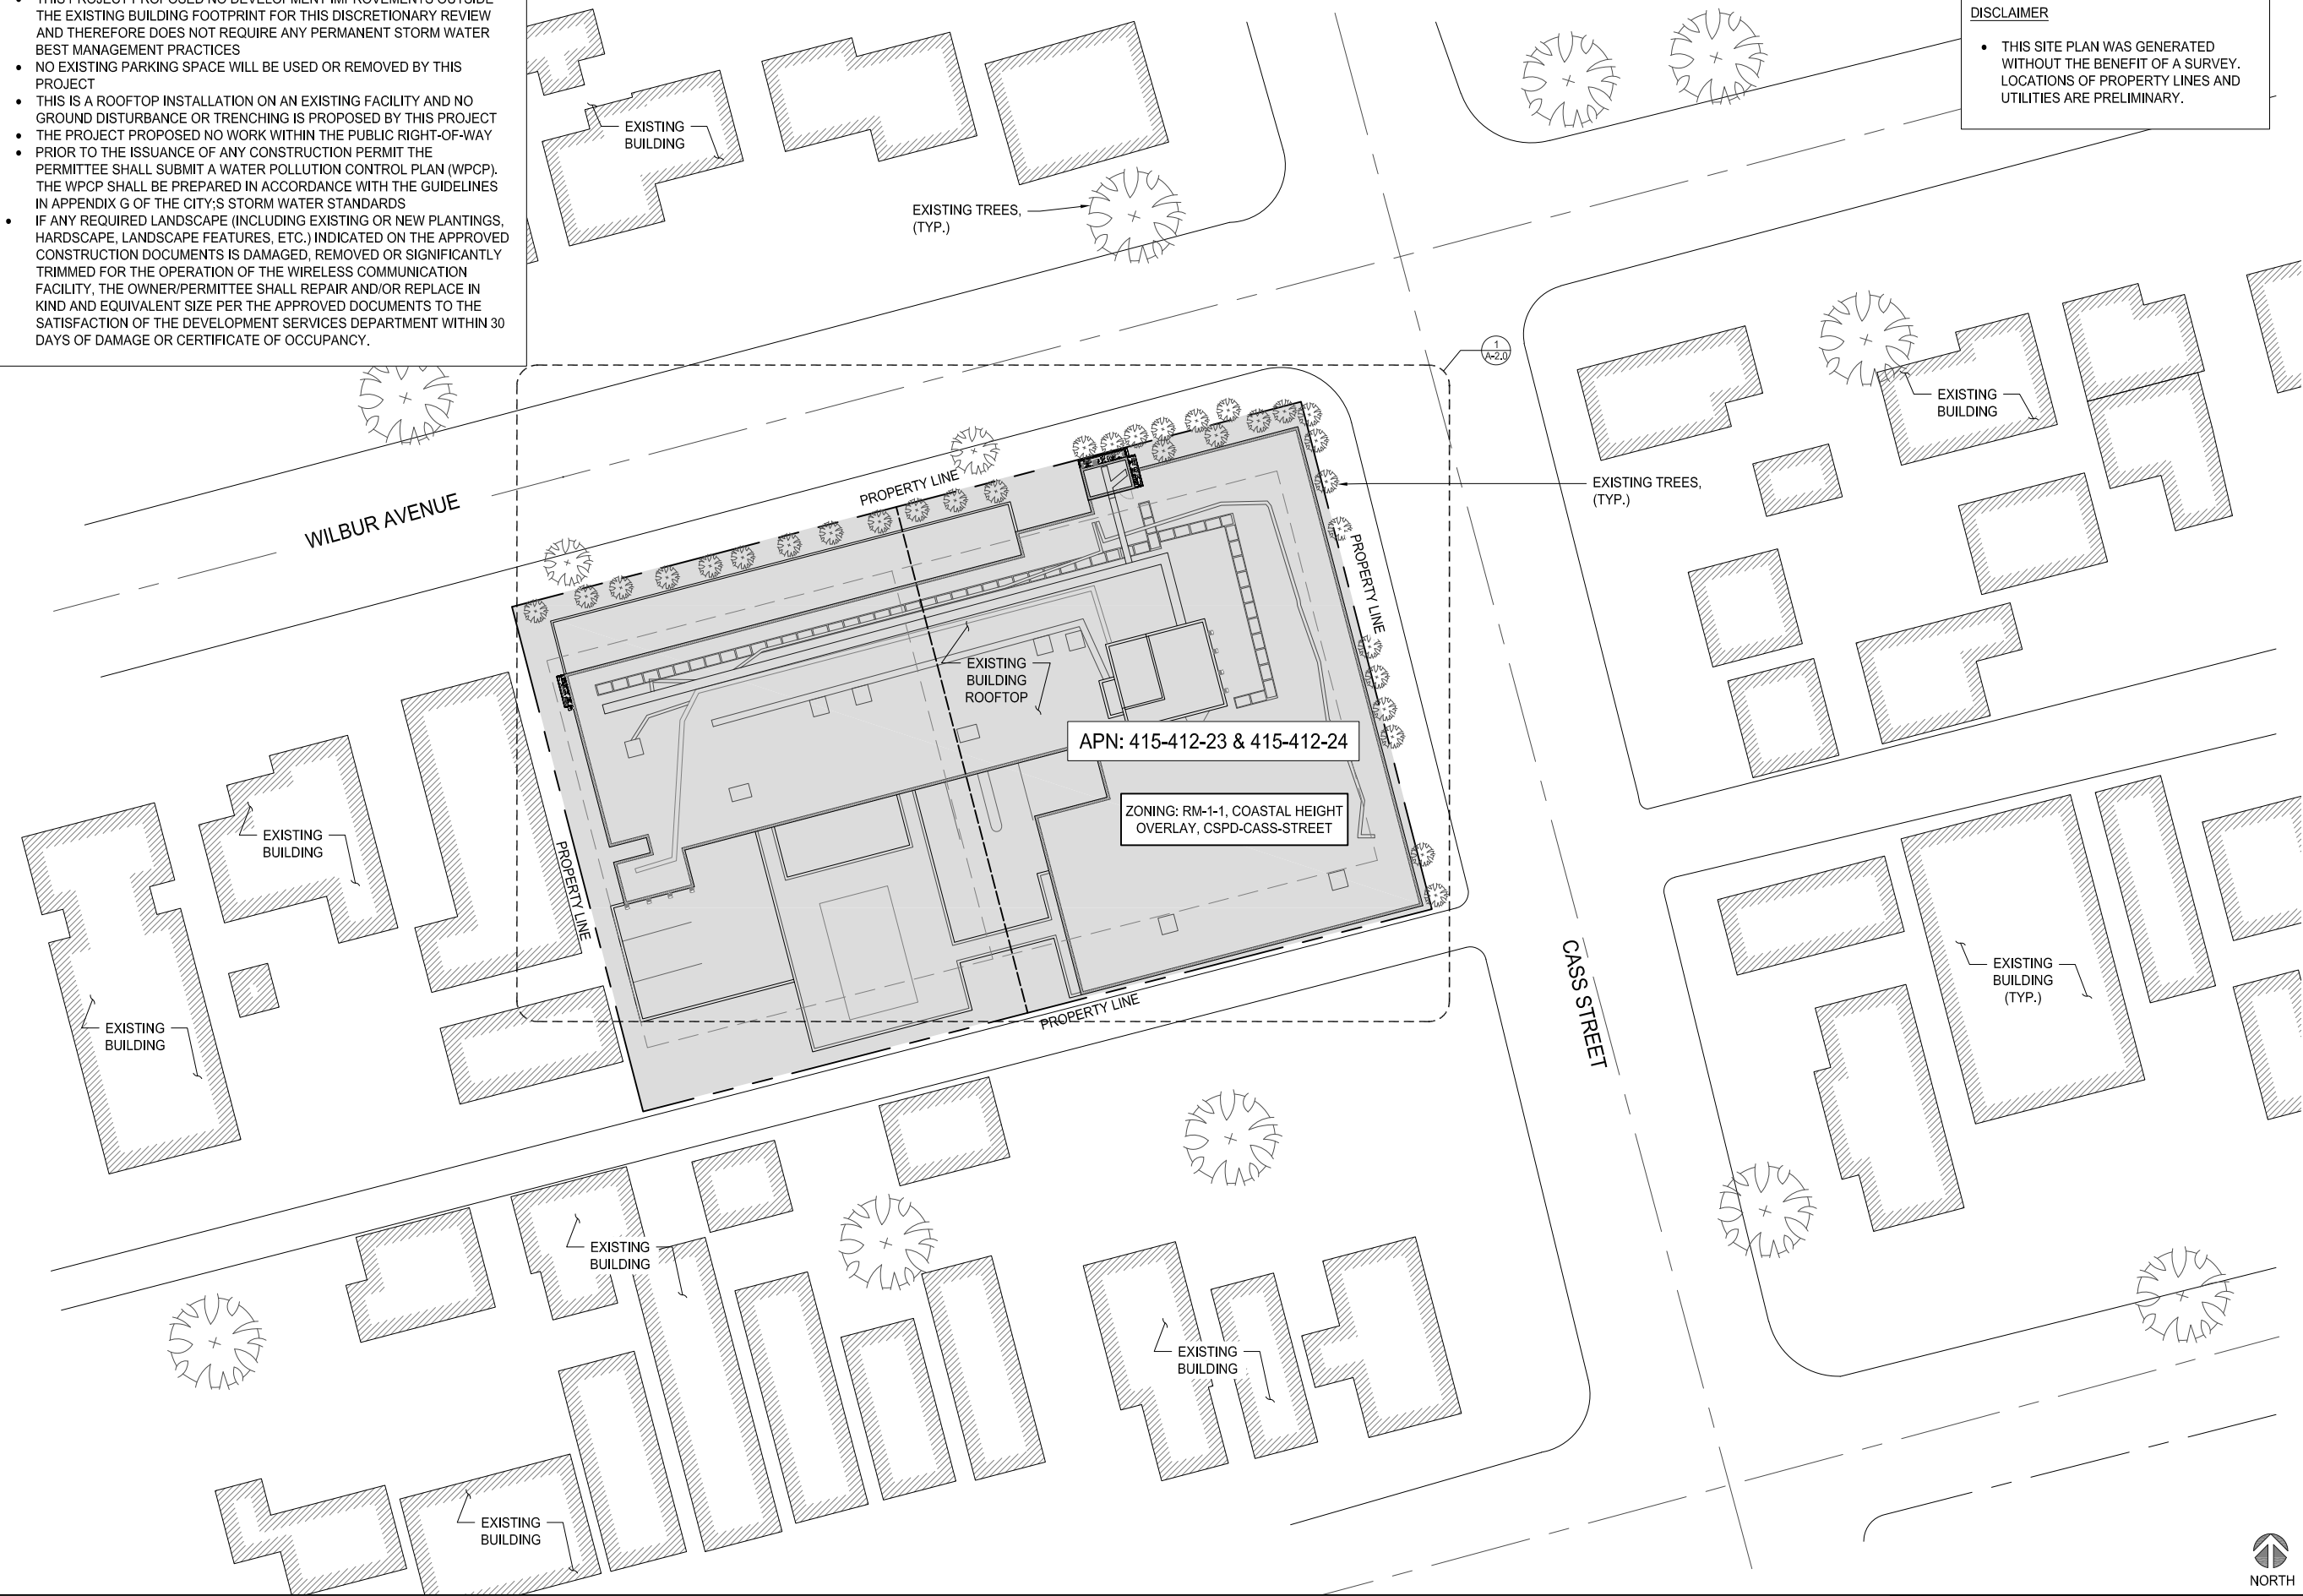 • THIS PROJECT PROPOSED NO DEVELOPMENT IMPROVEMENTS OUTSIDE
THE EXISTING BUILDING FOOTPRINT FOR THIS DISCRETIONARY REVIEW
AND THEREFORE DOES NOT REQUIRE ANY PERMANENT STORM WATER
BEST MANAGEMENT PRACTICES
• NO EXISTING PARKING SPACE WILL BE USED OR REMOVED BY THIS
PROJECT
• THIS IS A ROOFTOP INSTALLATION ON AN EXISTING FACILITY AND NO
GROUND DISTURBANCE OR TRENCHING IS PROPOSED BY THIS PROJECT
• THE PROJECT PROPOSED NO WORK WITHIN THE PUBLIC RIGHT-OF-WAY
• PRIOR TO THE ISSUANCE OF ANY CONSTRUCTION PERMIT THE
PERMITTEE SHALL SUBMIT A WATER POLLUTION CONTROL PLAN (WPCP).
THE WPCP SHALL BE PREPARED IN ACCORDANCE WITH THE GUIDELINES
IN APPENDIX G OF THE CITY;S STORM WATER STANDARDS
• IF ANY REQUIRED LANDSCAPE (INCLUDING EXISTING OR NEW PLANTINGS,
HARDSCAPE, LANDSCAPE FEATURES, ETC.) INDICATED ON THE APPROVED
CONSTRUCTION DOCUMENTS IS DAMAGED, REMOVED OR SIGNIFICANTLY
TRIMMED FOR THE OPERATION OF THE WIRELESS COMMUNICATION
FACILITY, THE OWNER/PERMITTEE SHALL REPAIR AND/OR REPLACE IN
KIND AND EQUIVALENT SIZE PER THE APPROVED DOCUMENTS TO THE
SATISFACTION OF THE DEVELOPMENT SERVICES DEPARTMENT WITHIN 30
DAYS OF DAMAGE OR CERTIFICATE OF OCCUPANCY.
DISCLAIMER
• THIS SITE PLAN WAS GENERATED
WITHOUT THE BENEFIT OF A SURVEY.
LOCATIONS OF PROPERTY LINES AND
UTILITIES ARE PRELIMINARY.
EXISTING
BUILDING
EXISTING TREES,
(TYP.)
1
A-2.0
EXISTING
BUILDING
WILBUR AVENUE
PROPERTY LINE
EXISTING TREES,
(TYP.)
PROPERTY LINE
EXISTING
BUILDING
ROOFTOP
APN: 415-412-23 & 415-412-24
ZONING: RM-1-1, COASTAL HEIGHT
OVERLAY, CSPD-CASS-STREET
EXISTING
BUILDING
PROPERTY LINE
EXISTING
BUILDING
PROPERTY LINE
CASS STREET
EXISTING
BUILDING
(TYP.)
EXISTING
BUILDING
EXISTING
BUILDING
EXISTING
BUILDING
NORTH